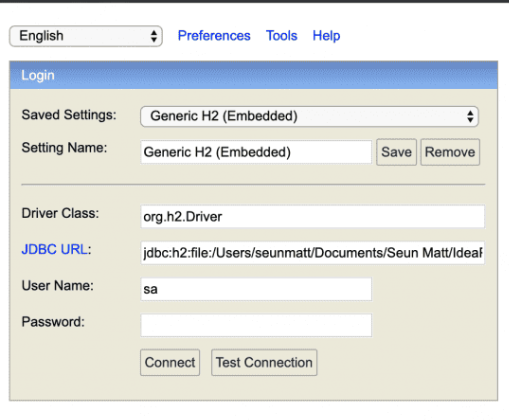 English Preferences Tools Help
Login
Saved Settings: Generic H2 (Embedded)
Setting Name: Generic H2 (Embedded) Save Remove
Driver Class: org.h2.Driver
JDBC URL: jdbc:h2:file:/Users/seunmatt/Documents/Seun Matt/IdeaP
User Name: sa
Password:
Connect Test Connection